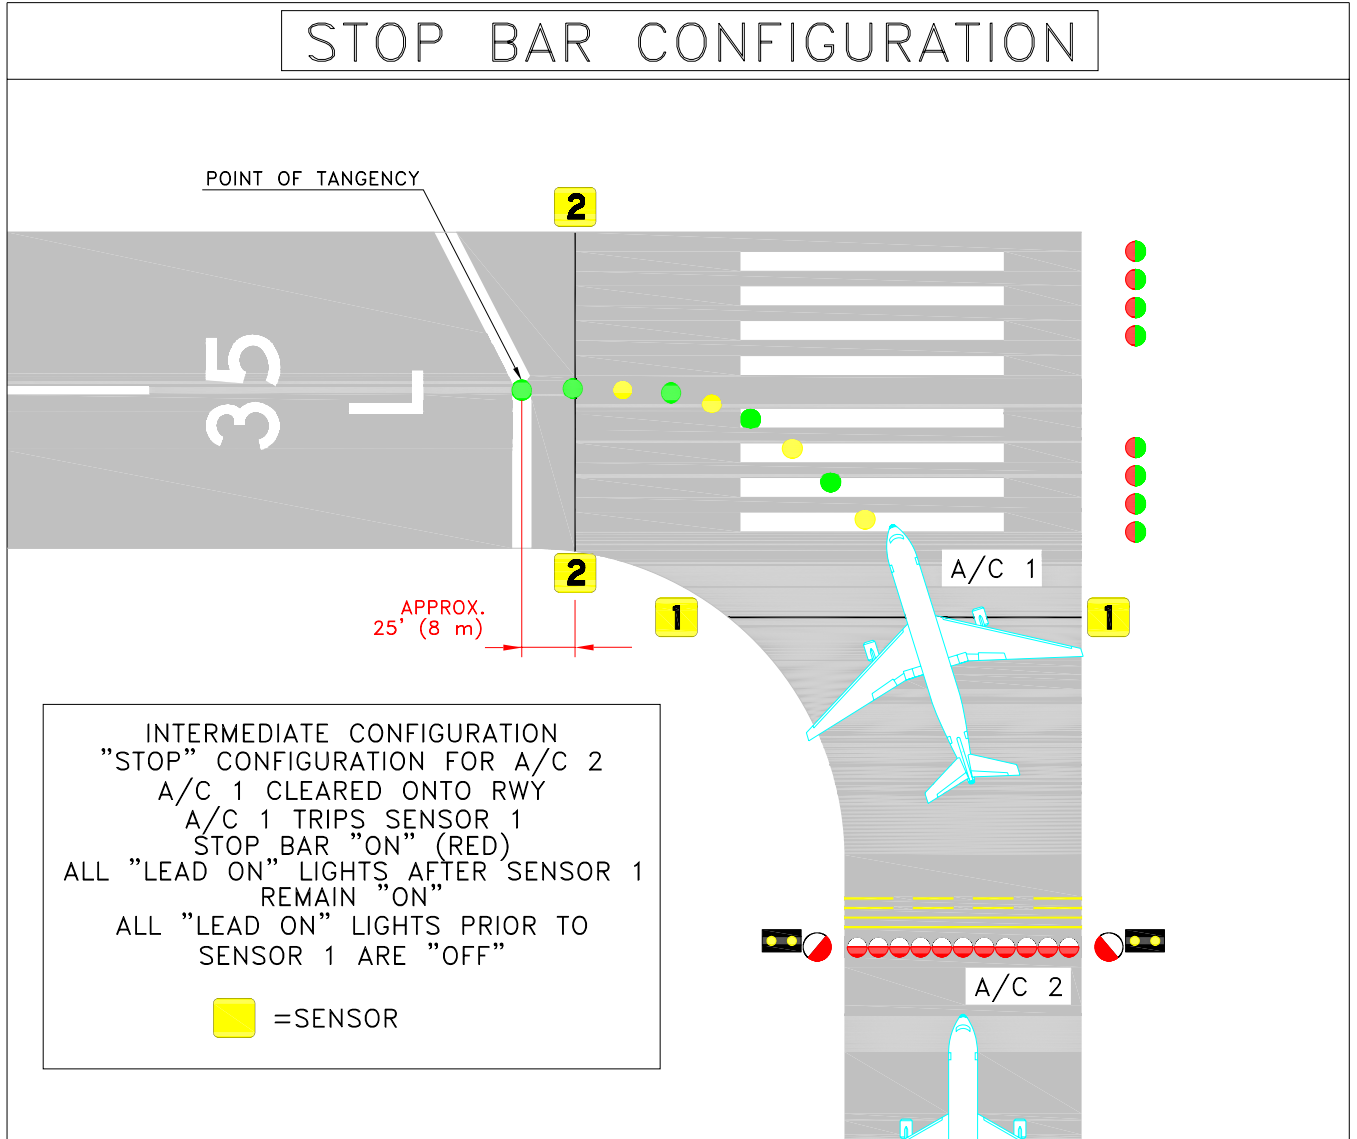 STOP BAR CONFIGURATION
POINT OF TANGENCY
2
35
L
2
A/C 1
1
1
APPROX.
25' (8 m)
INTERMEDIATE CONFIGURATION
"STOP" CONFIGURATION FOR A/C 2
A/C 1 CLEARED ONTO RWY
A/C 1 TRIPS SENSOR 1
STOP BAR "ON" (RED)
ALL "LEAD ON" LIGHTS AFTER SENSOR 1
REMAIN "ON"
ALL "LEAD ON" LIGHTS PRIOR TO
SENSOR 1 ARE "OFF"
=SENSOR
A/C 2